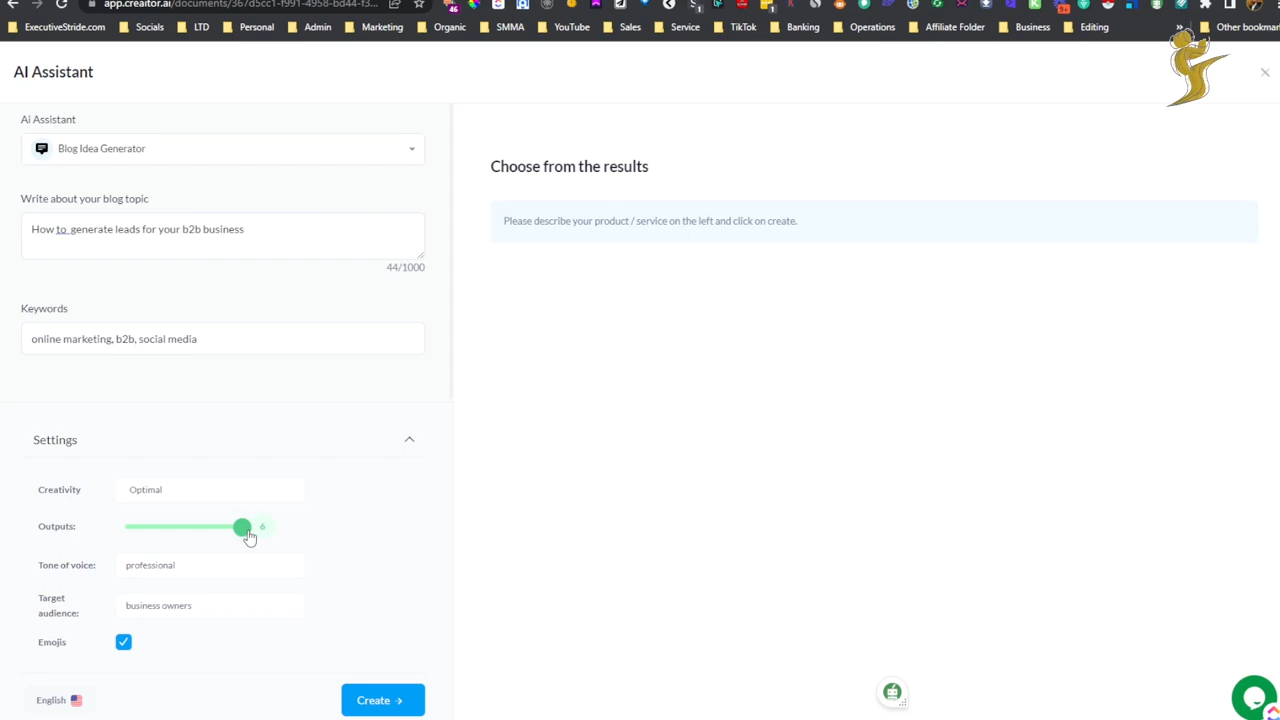 app.creaitor.ai/documents/
ExecutiveStride.com Socials LTD Personal Admin Marketing Organic SMMA YouTube Sales Service TikTok Banking Operations Affiliate Folder Business Editing » Other bookmar
AI Assistant
Ai Assistant
Blog Idea Generator
Write about your blog topic
How to generate leads for your b2b business
44/1000
Keywords
online marketing, b2b, social media
Settings
Creativity Optimal
Outputs: 6
Tone of voice: professional
Target
audience: business owners
Emojis
English
Create →
Choose from the results
Please describe your product / service on the left and click on create.